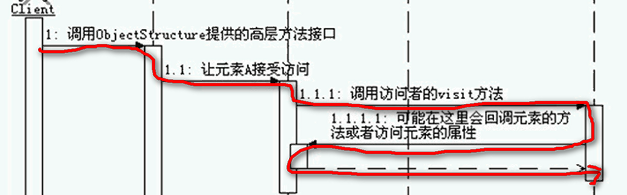 Client
1: 调用ObjectStructure提供的高层方法接口
1.1: 让元素A接受访问
1.1.1: 调用访问者的visit方法
1.1.1.1: 可能在这里会回调元素的方
法或者访问元素的属性